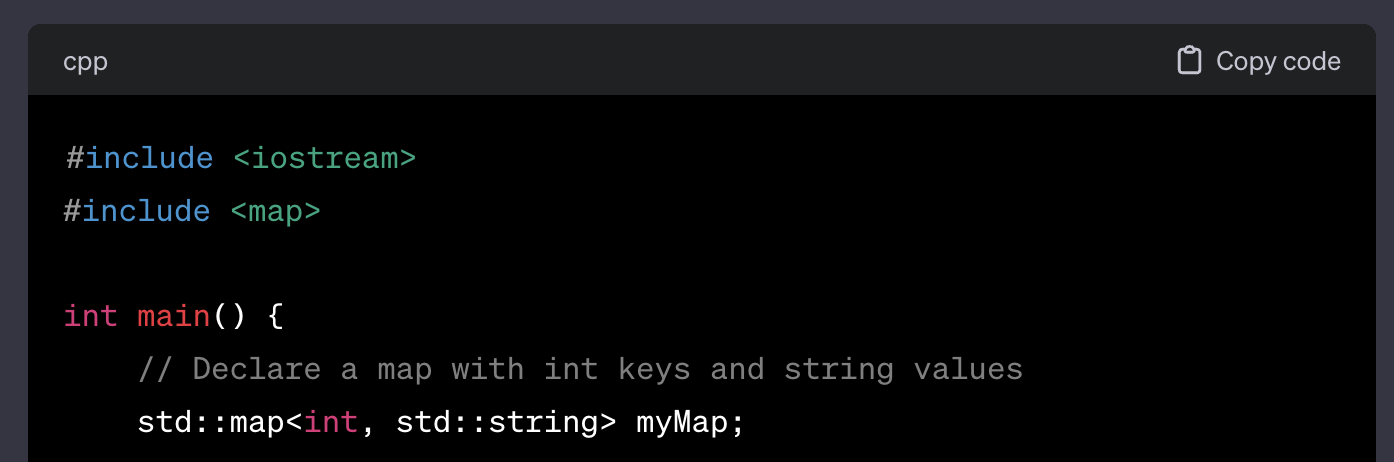 cpp Copy code
#include <iostream>
#include <map>
int main() {
    // Declare a map with int keys and string values
    std::map<int, std::string> myMap;